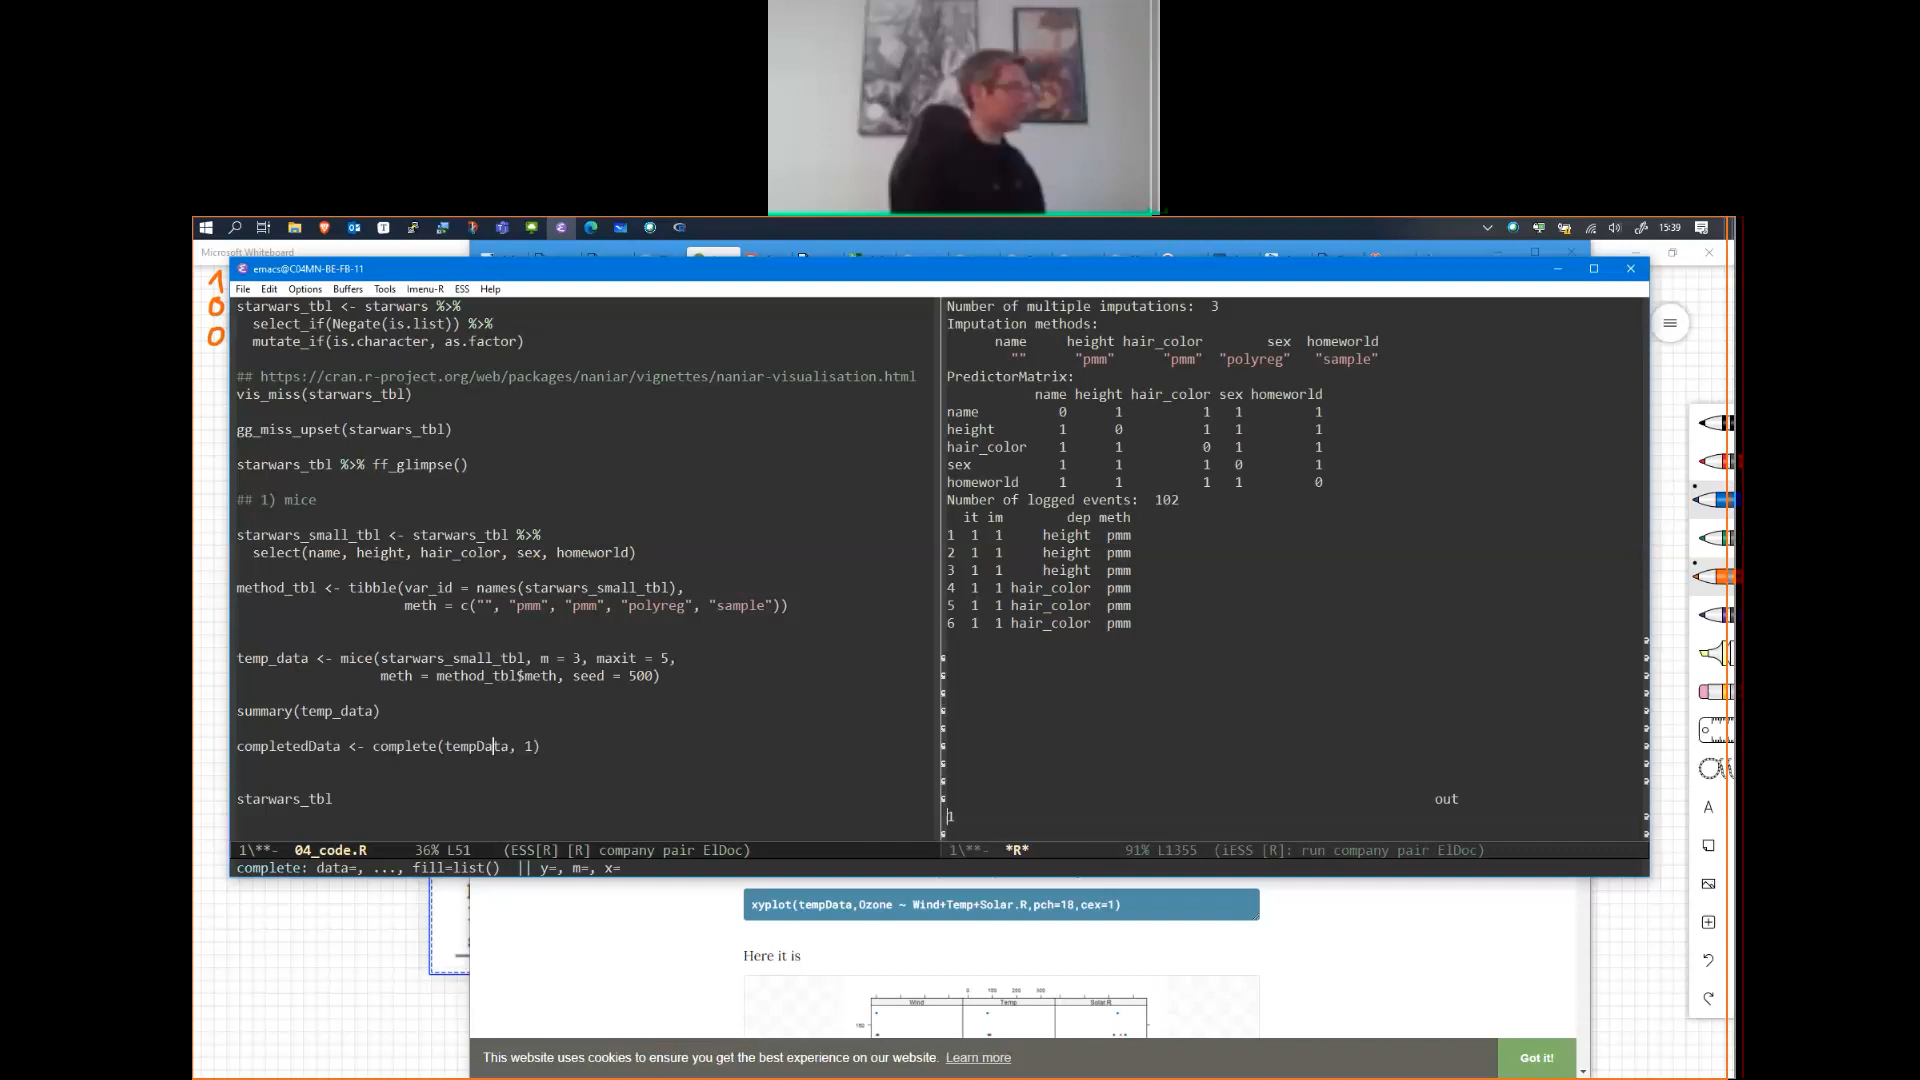 15:39
Microsoft Whiteboard
1
0
0
emacs@C04MN-BE-FB-11
File Edit Options Buffers Tools Imenu-R ESS Help
starwars_tbl <- starwars %>%
select_if(Negate(is.list)) %>%
mutate_if(is.character, as.factor)
## https://cran.r-project.org/web/packages/naniar/vignettes/naniar-visualisation.html
vis_miss(starwars_tbl)
gg_miss_upset(starwars_tbl)
starwars_tbl %>% ff_glimpse()
## 1) mice
starwars_small_tbl <- starwars_tbl %>%
select(name, height, hair_color, sex, homeworld)
method_tbl <- tibble(var_id = names(starwars_small_tbl),
meth = c("", "pmm", "pmm", "polyreg", "sample"))
temp_data <- mice(starwars_small_tbl, m = 3, maxit = 5,
meth = method_tbl$meth, seed = 500)
summary(temp_data)
completedData <- complete(tempData, 1)
starwars_tbl
1\**- 04_code.R 36% L51 (ESS[R] [R] company pair ElDoc)
complete: data=, ..., fill=list() || y=, m=, x=
Number of multiple imputations: 3
Imputation methods:
name height hair_color sex homeworld
"" "pmm" "pmm" "polyreg" "sample"
PredictorMatrix:
name height hair_color sex homeworld
name 0 1 1 1 1
height 1 0 1 1 1
hair_color 1 1 0 1 1
sex 1 1 1 0 1
homeworld 1 1 1 1 0
Number of logged events: 102
it im dep meth
1 1 1 height pmm
2 1 1 height pmm
3 1 1 height pmm
4 1 1 hair_color pmm
5 1 1 hair_color pmm
6 1 1 hair_color pmm
out
1
1\**- *R* 91% L1355 (iESS [R]: run company pair ElDoc)
xyplot(tempData,Ozone ~ Wind+Temp+Solar.R,pch=18,cex=1)
Here it is
Wind Temp Solar.R
This website uses cookies to ensure you get the best experience on our website. Learn more
Got it!